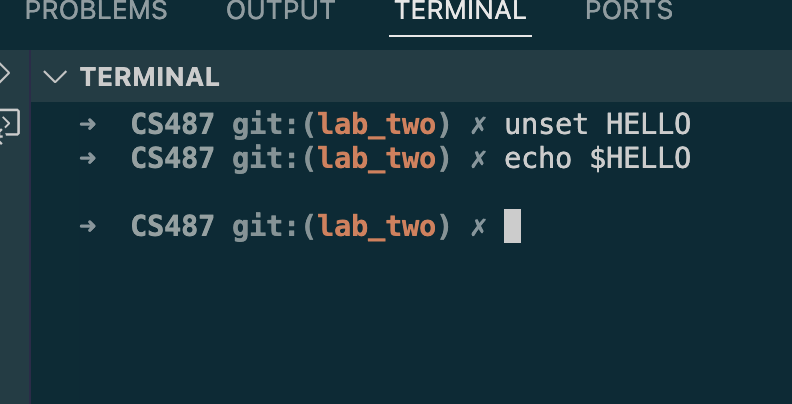 PROBLEMS OUTPUT TERMINAL PORTS
TERMINAL
➜ CS487 git:(lab_two) ✗ unset HELLO
➜ CS487 git:(lab_two) ✗ echo $HELLO
➜ CS487 git:(lab_two) ✗